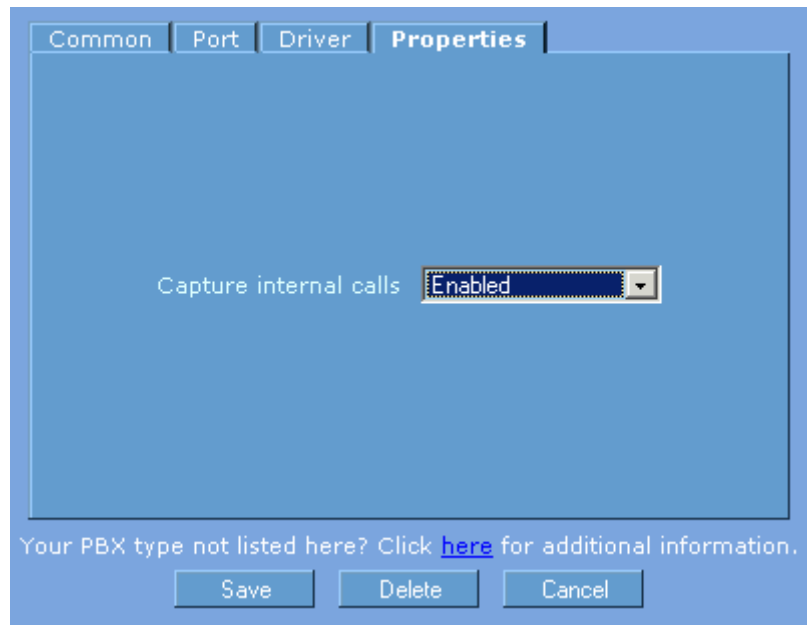 Common Port Driver Properties
Capture internal calls Enabled
Your PBX type not listed here? Click here for additional information.
Save Delete Cancel